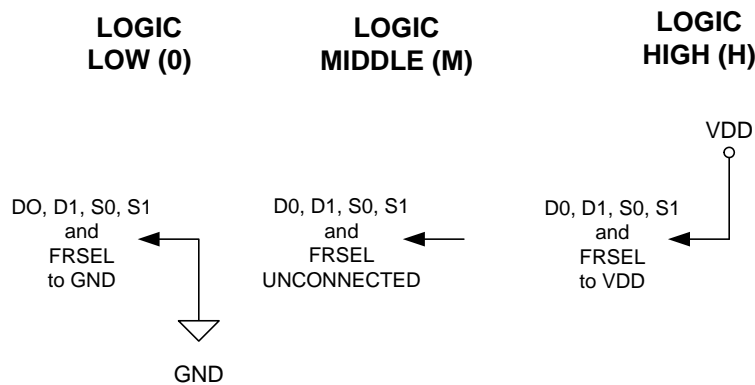 LOGIC
LOW (0)
LOGIC
MIDDLE (M)
LOGIC
HIGH (H)
VDD
DO, D1, S0, S1
and
FRSEL
to GND
D0, D1, S0, S1
and
FRSEL
UNCONNECTED
D0, D1, S0, S1
and
FRSEL
to VDD
GND